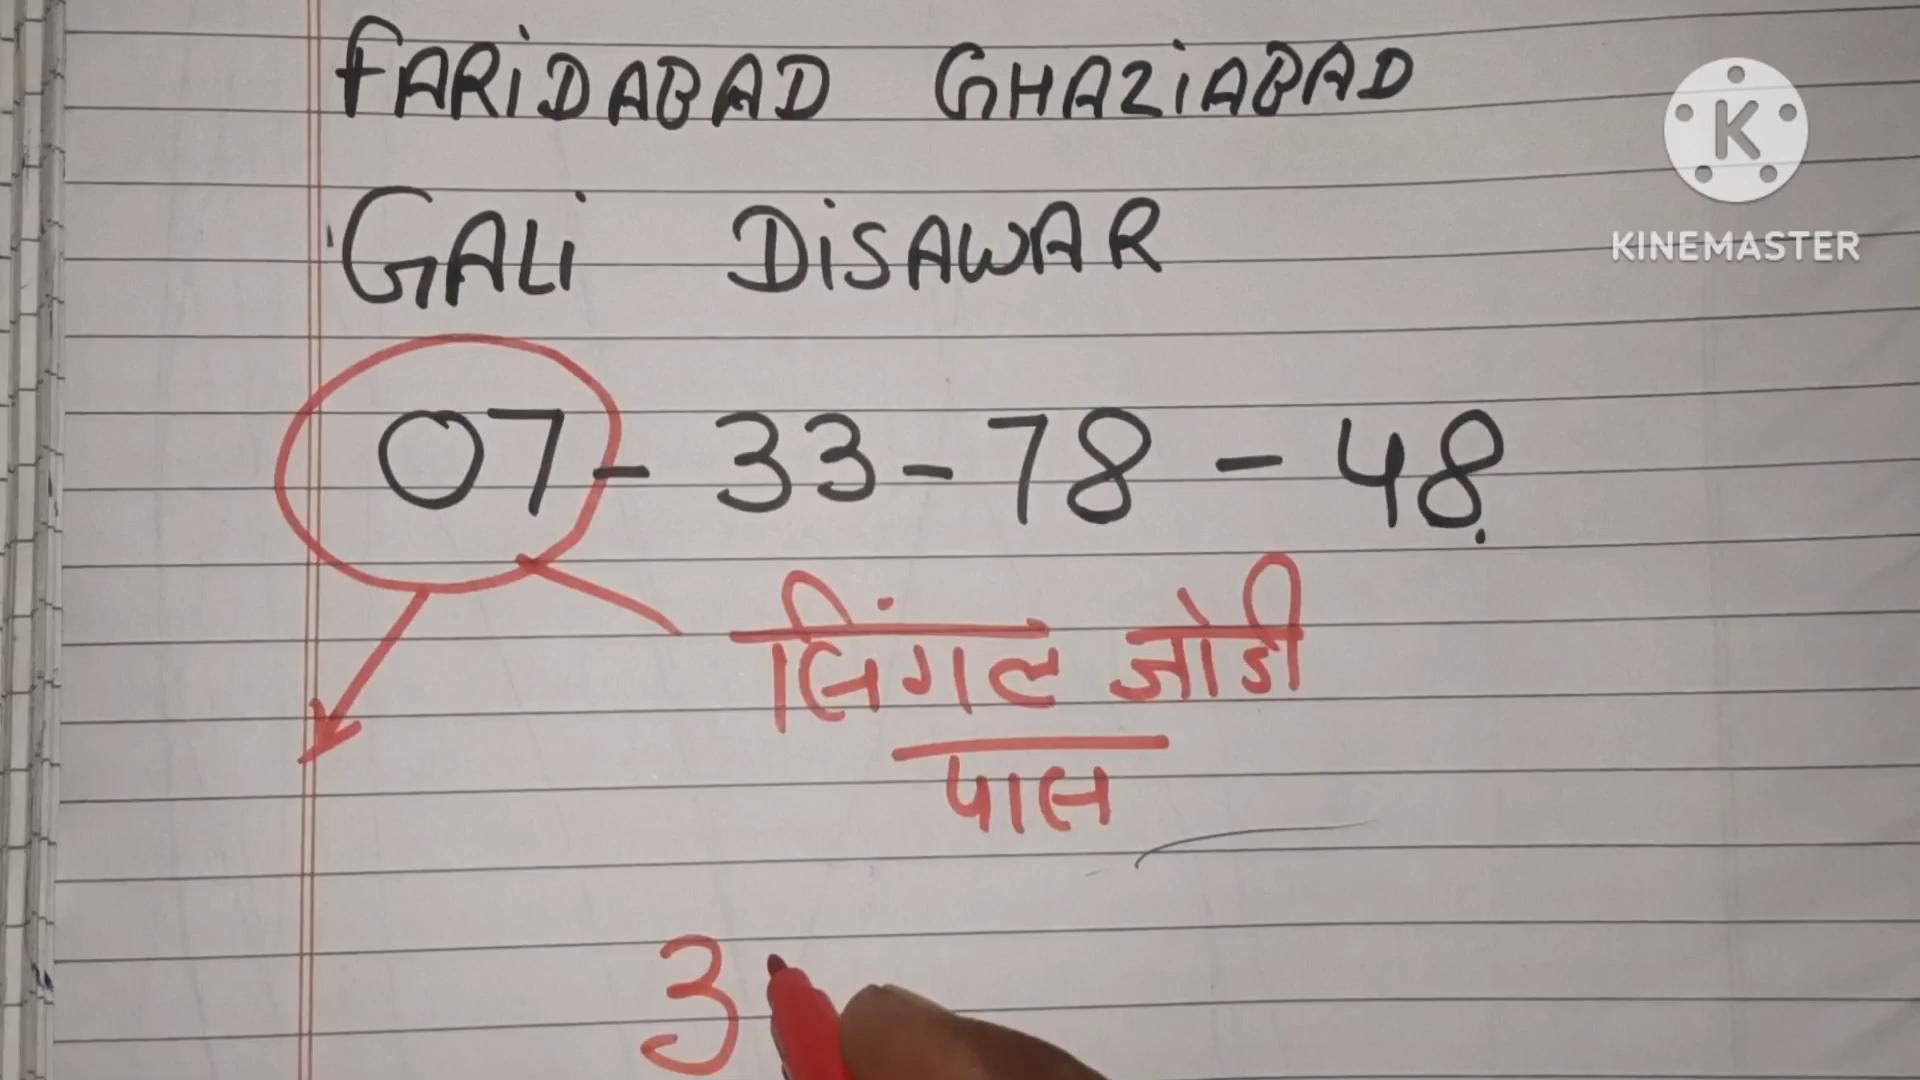 FARiDABAD GHAZiABAD
GALi DiSAWAR
07 - 33 - 78 - 48.
सिंगल जोडी
पास
3
K
KINEMASTER